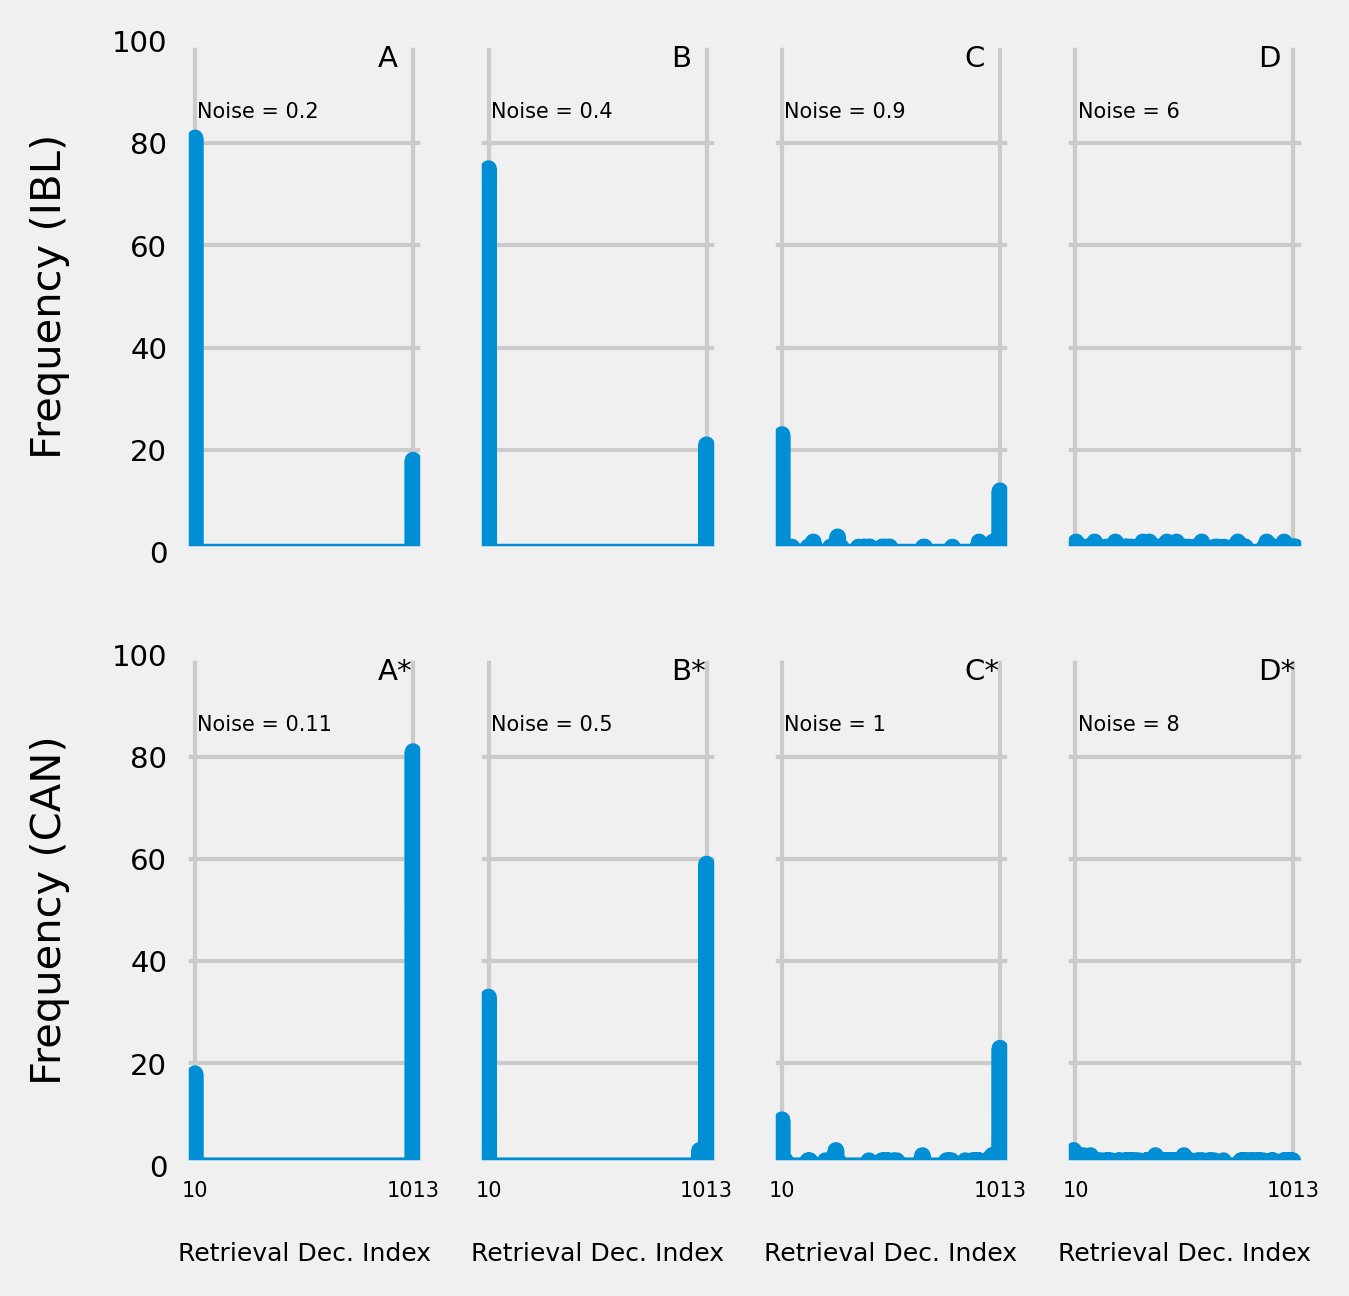 100 A B C D
Noise = 0.2 Noise = 0.4 Noise = 0.9 Noise = 6
80
60
Frequency (IBL)
40
20
0
100 A* B* C* D*
Noise = 0.11 Noise = 0.5 Noise = 1 Noise = 8
80
60
Frequency (CAN)
40
20
0
10 1013 10 1013 10 1013 10 1013
Retrieval Dec. Index Retrieval Dec. Index Retrieval Dec. Index Retrieval Dec. Index